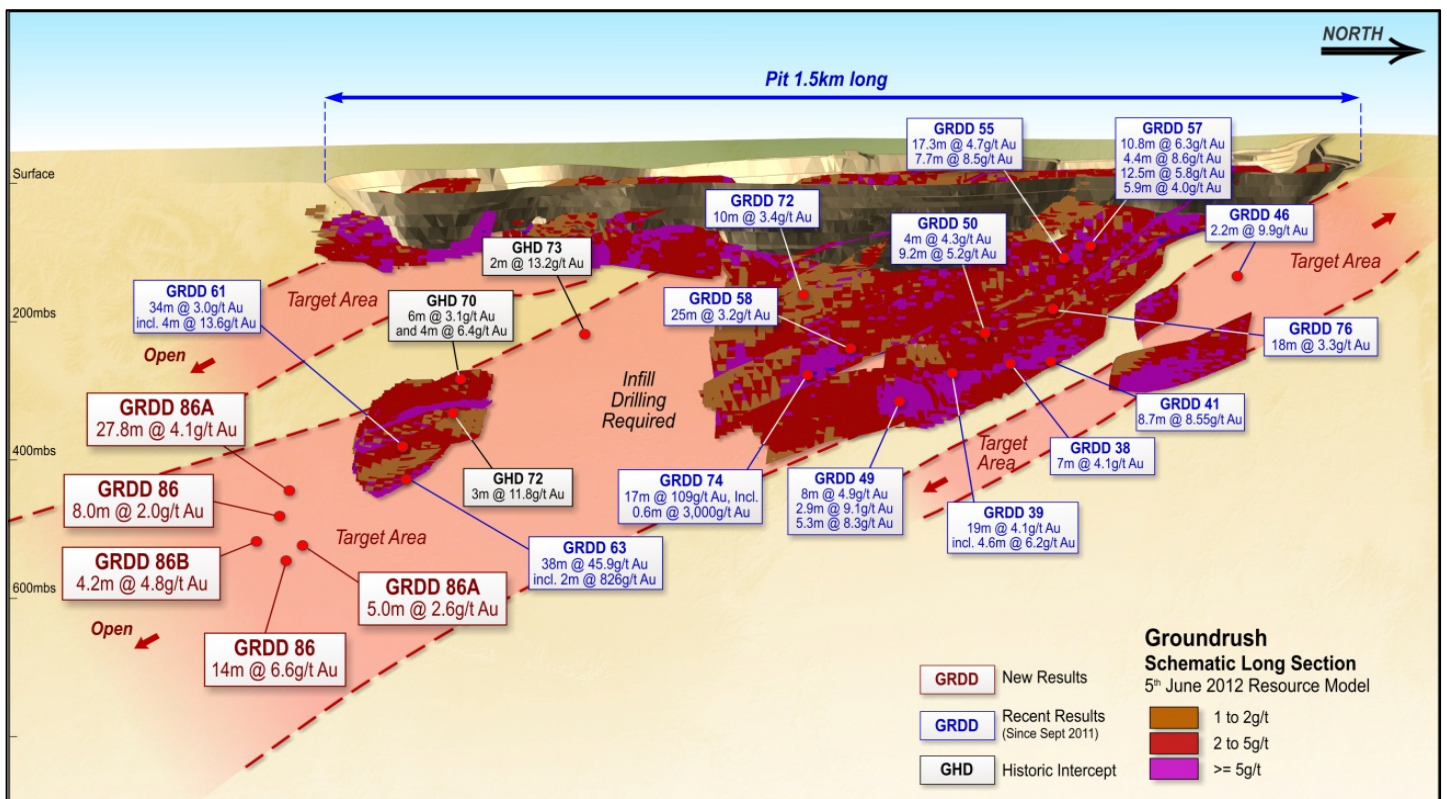 NORTH
Pit 1.5km long
GRDD 55
17.3m @ 4.7g/t Au
7.7m @ 8.5g/t Au
GRDD 57
10.8m @ 6.3g/t Au
4.4m @ 8.6g/t Au
12.5m @ 5.8g/t Au
5.9m @ 4.0g/t Au
Surface
GRDD 72
10m @ 3.4g/t Au
GRDD 50
4m @ 4.3g/t Au
9.2m @ 5.2g/t Au
GRDD 46
2.2m @ 9.9g/t Au
GHD 73
2m @ 13.2g/t Au
Target Area
Target Area
GRDD 61
34m @ 3.0g/t Au
incl. 4m @ 13.6g/t Au
GHD 70
6m @ 3.1g/t Au
and 4m @ 6.4g/t Au
GRDD 58
25m @ 3.2g/t Au
200mbs
GRDD 76
18m @ 3.3g/t Au
Open
Infill
Drilling
Required
GRDD 86A
27.8m @ 4.1g/t Au
GRDD 41
8.7m @ 8.55g/t Au
400mbs
Target
Area
GRDD 38
7m @ 4.1g/t Au
GHD 72
3m @ 11.8g/t Au
GRDD 74
17m @ 109g/t Au, Incl.
0.6m @ 3,000g/t Au
GRDD 49
8m @ 4.9g/t Au
2.9m @ 9.1g/t Au
5.3m @ 8.3g/t Au
GRDD 39
19m @ 4.1g/t Au
incl. 4.6m @ 6.2g/t Au
GRDD 86
8.0m @ 2.0g/t Au
Target Area
GRDD 86B
4.2m @ 4.8g/t Au
GRDD 63
38m @ 45.9g/t Au
incl. 2m @ 826g/t Au
GRDD 86A
5.0m @ 2.6g/t Au
600mbs
Open
GRDD 86
14m @ 6.6g/t Au
GRDD New Results
GRDD Recent Results
(Since Sept 2011)
GHD Historic Intercept
Groundrush
Schematic Long Section
5th June 2012 Resource Model
1 to 2g/t
2 to 5g/t
>= 5g/t